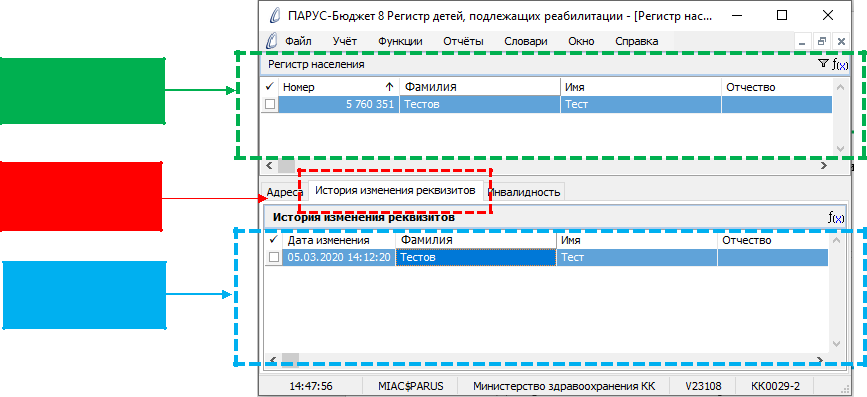 ПАРУС-Бюджет 8 Регистр детей, подлежащих реабилитации - [Регистр нас...
Файл Учёт Функции Отчёты Словари Окно Справка
Регистр населения f(x)
✓ Номер ↑ Фамилия Имя Отчество
5 760 351 Тестов Тест
Адреса История изменения реквизитов Инвалидность
История изменения реквизитов f(x)
✓ Дата изменения Фамилия Имя Отчество
05.03.2020 14:12:20 Тестов Тест
14:47:56 MIAC$PARUS Министерство здравоохранения КК V23108 КК0029-2